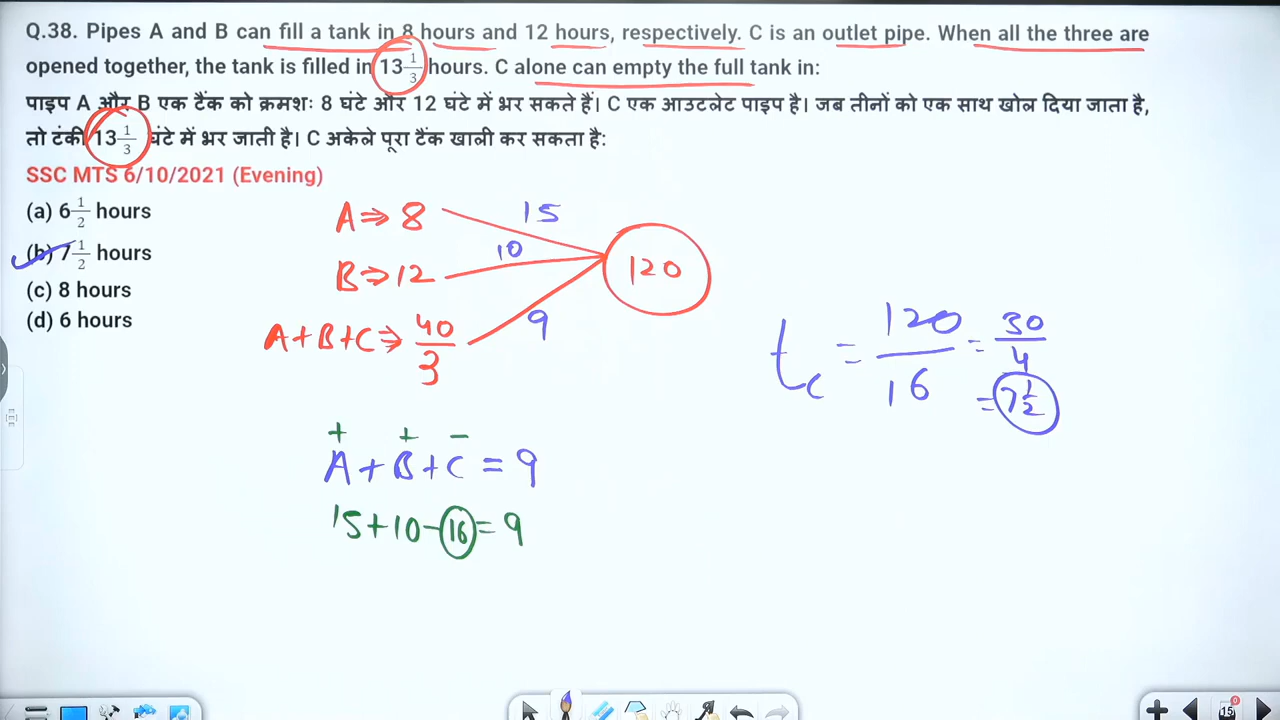 Q.38. Pipes A and B can fill a tank in 8 hours and 12 hours, respectively. C is an outlet pipe. When all the three are
opened together, the tank is filled in 13 1/3 hours. C alone can empty the full tank in:
पाइप A और B एक टैंक को क्रमशः 8 घंटे और 12 घंटे में भर सकते हैं। C एक आउटलेट पाइप है। जब तीनों को एक साथ खोल दिया जाता है,
तो टंकी 13 1/3 घंटे में भर जाती है। C अकेले पूरा टैंक खाली कर सकता है:
SSC MTS 6/10/2021 (Evening)
(a) 6 1/2 hours
(b) 7 1/2 hours
(c) 8 hours
(d) 6 hours
A ⇒ 8
15
B ⇒ 12
10
120
A+B+C ⇒ 40/3
9
+ + −
A+B+C = 9
15+10−16 = 9
tc = 120/16 = 30/4
= 7 1/2
15